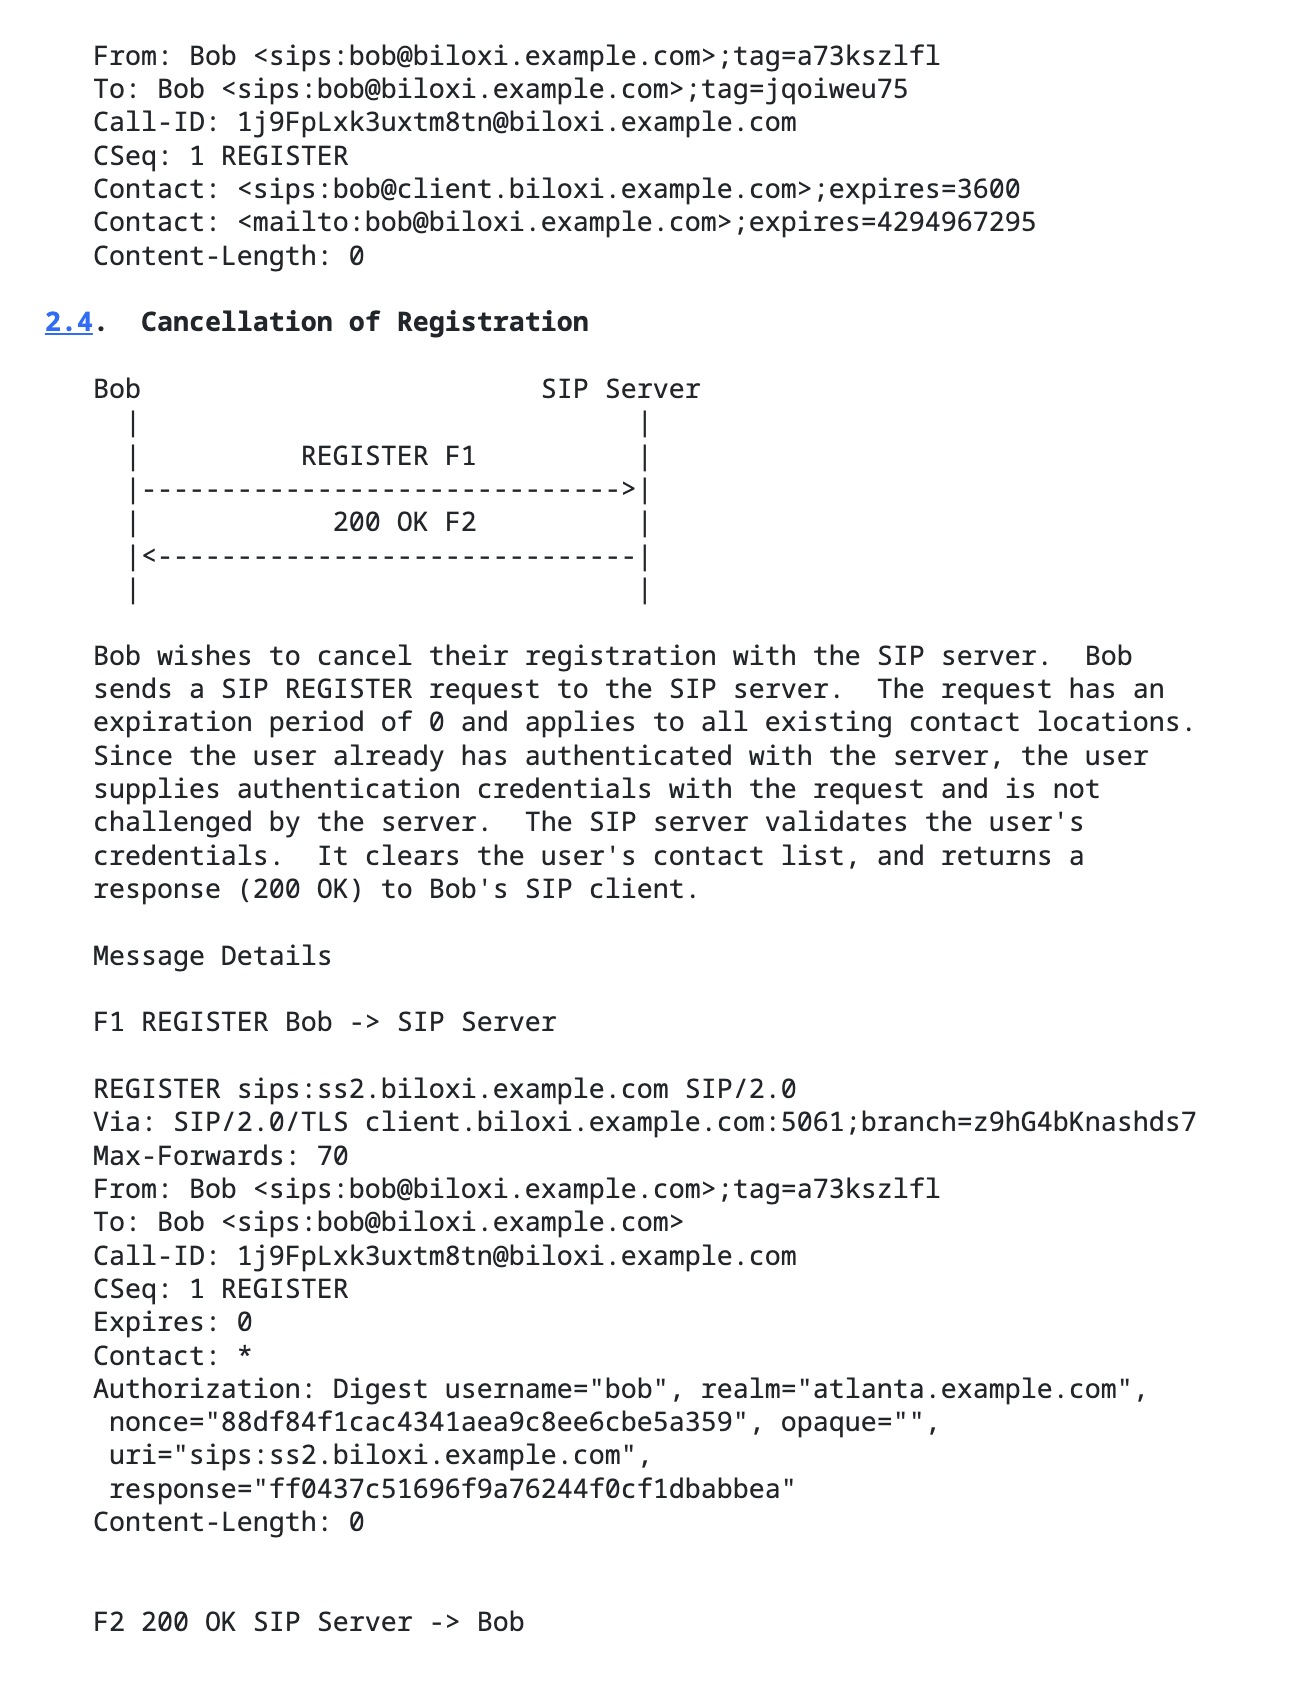 From: Bob <sips:bob@biloxi.example.com>;tag=a73kszlfl
To: Bob <sips:bob@biloxi.example.com>;tag=jqoiweu75
Call-ID: 1j9FpLxk3uxtm8tn@biloxi.example.com
CSeq: 1 REGISTER
Contact: <sips:bob@client.biloxi.example.com>;expires=3600
Contact: <mailto:bob@biloxi.example.com>;expires=4294967295
Content-Length: 0
2.4.  Cancellation of Registration
Bob                         SIP Server
|                               |
|          REGISTER F1          |
|------------------------------>|
|            200 OK F2          |
|<------------------------------|
|                               |
Bob wishes to cancel their registration with the SIP server.  Bob
sends a SIP REGISTER request to the SIP server.  The request has an
expiration period of 0 and applies to all existing contact locations.
Since the user already has authenticated with the server, the user
supplies authentication credentials with the request and is not
challenged by the server.  The SIP server validates the user's
credentials.  It clears the user's contact list, and returns a
response (200 OK) to Bob's SIP client.
Message Details
F1 REGISTER Bob -> SIP Server
REGISTER sips:ss2.biloxi.example.com SIP/2.0
Via: SIP/2.0/TLS client.biloxi.example.com:5061;branch=z9hG4bKnashds7
Max-Forwards: 70
From: Bob <sips:bob@biloxi.example.com>;tag=a73kszlfl
To: Bob <sips:bob@biloxi.example.com>
Call-ID: 1j9FpLxk3uxtm8tn@biloxi.example.com
CSeq: 1 REGISTER
Expires: 0
Contact: *
Authorization: Digest username="bob", realm="atlanta.example.com",
nonce="88df84f1cac4341aea9c8ee6cbe5a359", opaque="",
uri="sips:ss2.biloxi.example.com",
response="ff0437c51696f9a76244f0cf1dbabbea"
Content-Length: 0
F2 200 OK SIP Server -> Bob